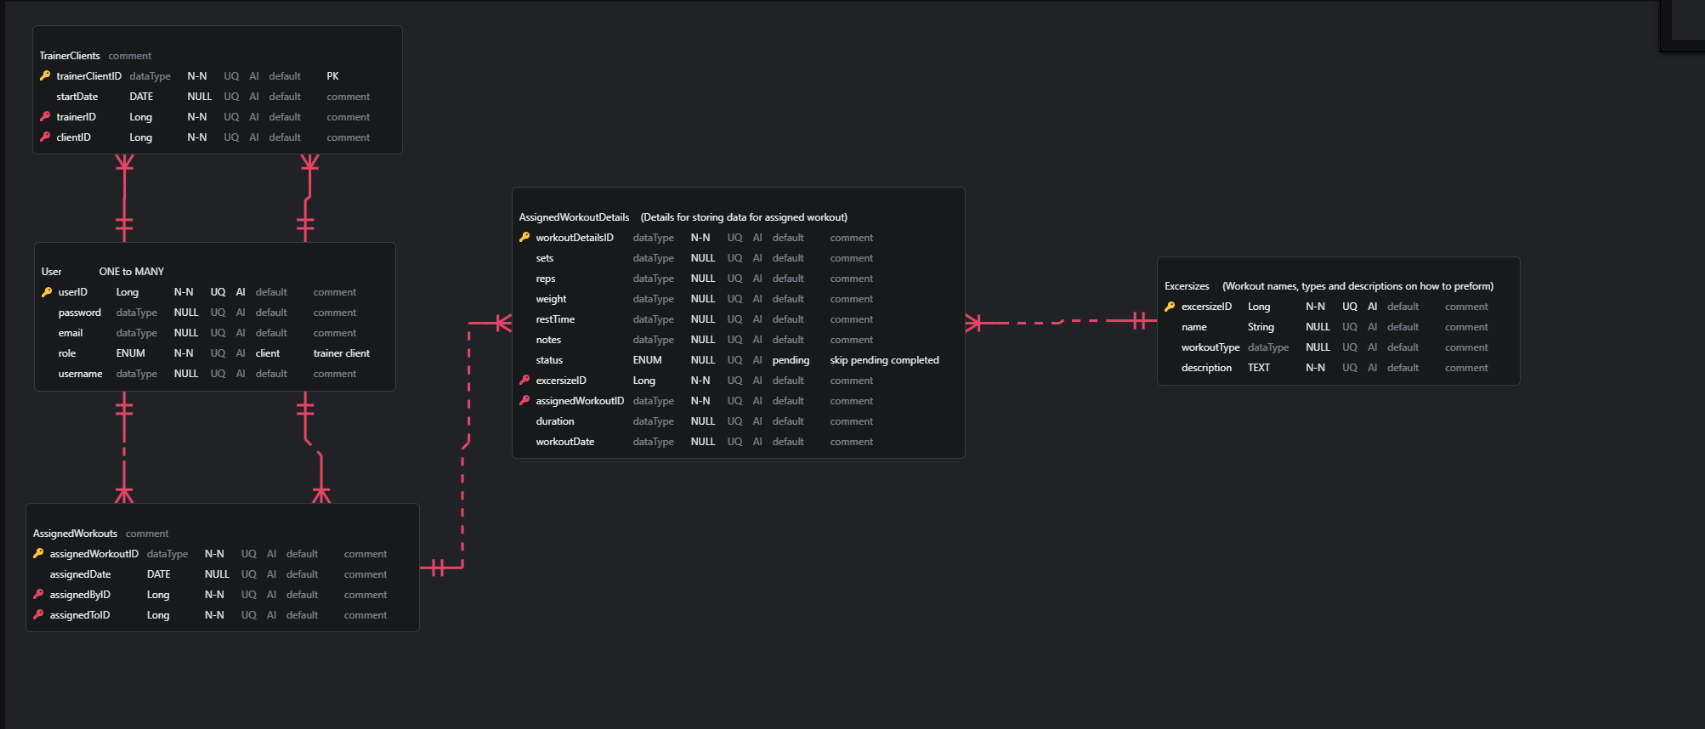 TrainerClients comment
trainerClientID dataType N-N UQ AI default PK
startDate DATE NULL UQ AI default comment
trainerID Long N-N UQ AI default comment
clientID Long N-N UQ AI default comment
User ONE to MANY
userID Long N-N UQ AI default comment
password dataType NULL UQ AI default comment
email dataType NULL UQ AI default comment
role ENUM N-N UQ AI client trainer client
username dataType NULL UQ AI default comment
AssignedWorkouts comment
assignedWorkoutID dataType N-N UQ AI default comment
assignedDate DATE NULL UQ AI default comment
assignedByID Long N-N UQ AI default comment
assignedToID Long N-N UQ AI default comment
AssignedWorkoutDetails (Details for storing data for assigned workout)
workoutDetailsID dataType N-N UQ AI default comment
sets dataType NULL UQ AI default comment
reps dataType NULL UQ AI default comment
weight dataType NULL UQ AI default comment
restTime dataType NULL UQ AI default comment
notes dataType NULL UQ AI default comment
status ENUM NULL UQ AI pending skip pending completed
excersizeID Long N-N UQ AI default comment
assignedWorkoutID dataType N-N UQ AI default comment
duration dataType NULL UQ AI default comment
workoutDate dataType NULL UQ AI default comment
Excersizes (Workout names, types and descriptions on how to preform)
excersizeID Long N-N UQ AI default comment
name String NULL UQ AI default comment
workoutType dataType NULL UQ AI default comment
description TEXT N-N UQ AI default comment